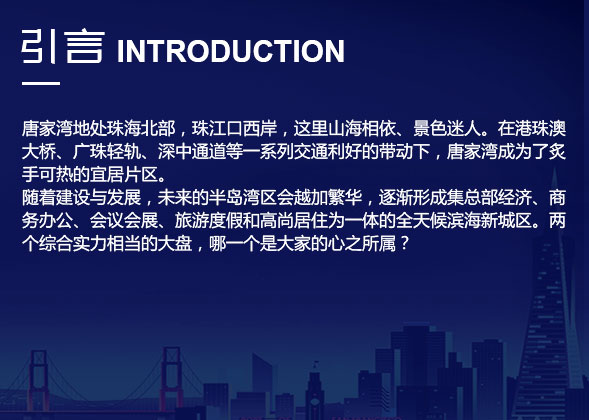 引言 INTRODUCTION
唐家湾地处珠海北部，珠江口西岸，这里山海相依、景色迷人。在港珠澳
大桥、广珠轻轨、深中通道等一系列交通利好的带动下，唐家湾成为了炙
手可热的宜居片区。
随着建设与发展，未来的半岛湾区会越加繁华，逐渐形成集总部经济、商
务办公、会议会展、旅游度假和高尚居住为一体的全天候滨海新城区。两
个综合实力相当的大盘，哪一个是大家的心之所属？